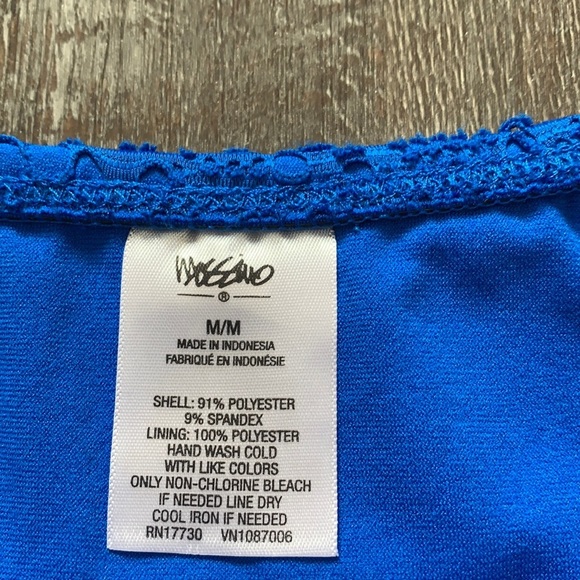 mossimo
®
M/M
MADE IN INDONESIA
FABRIQUÉ EN INDONÉSIE
SHELL: 91% POLYESTER
9% SPANDEX
LINING: 100% POLYESTER
HAND WASH COLD
WITH LIKE COLORS
ONLY NON-CHLORINE BLEACH
IF NEEDED LINE DRY
COOL IRON IF NEEDED
RN17730 VN1087006